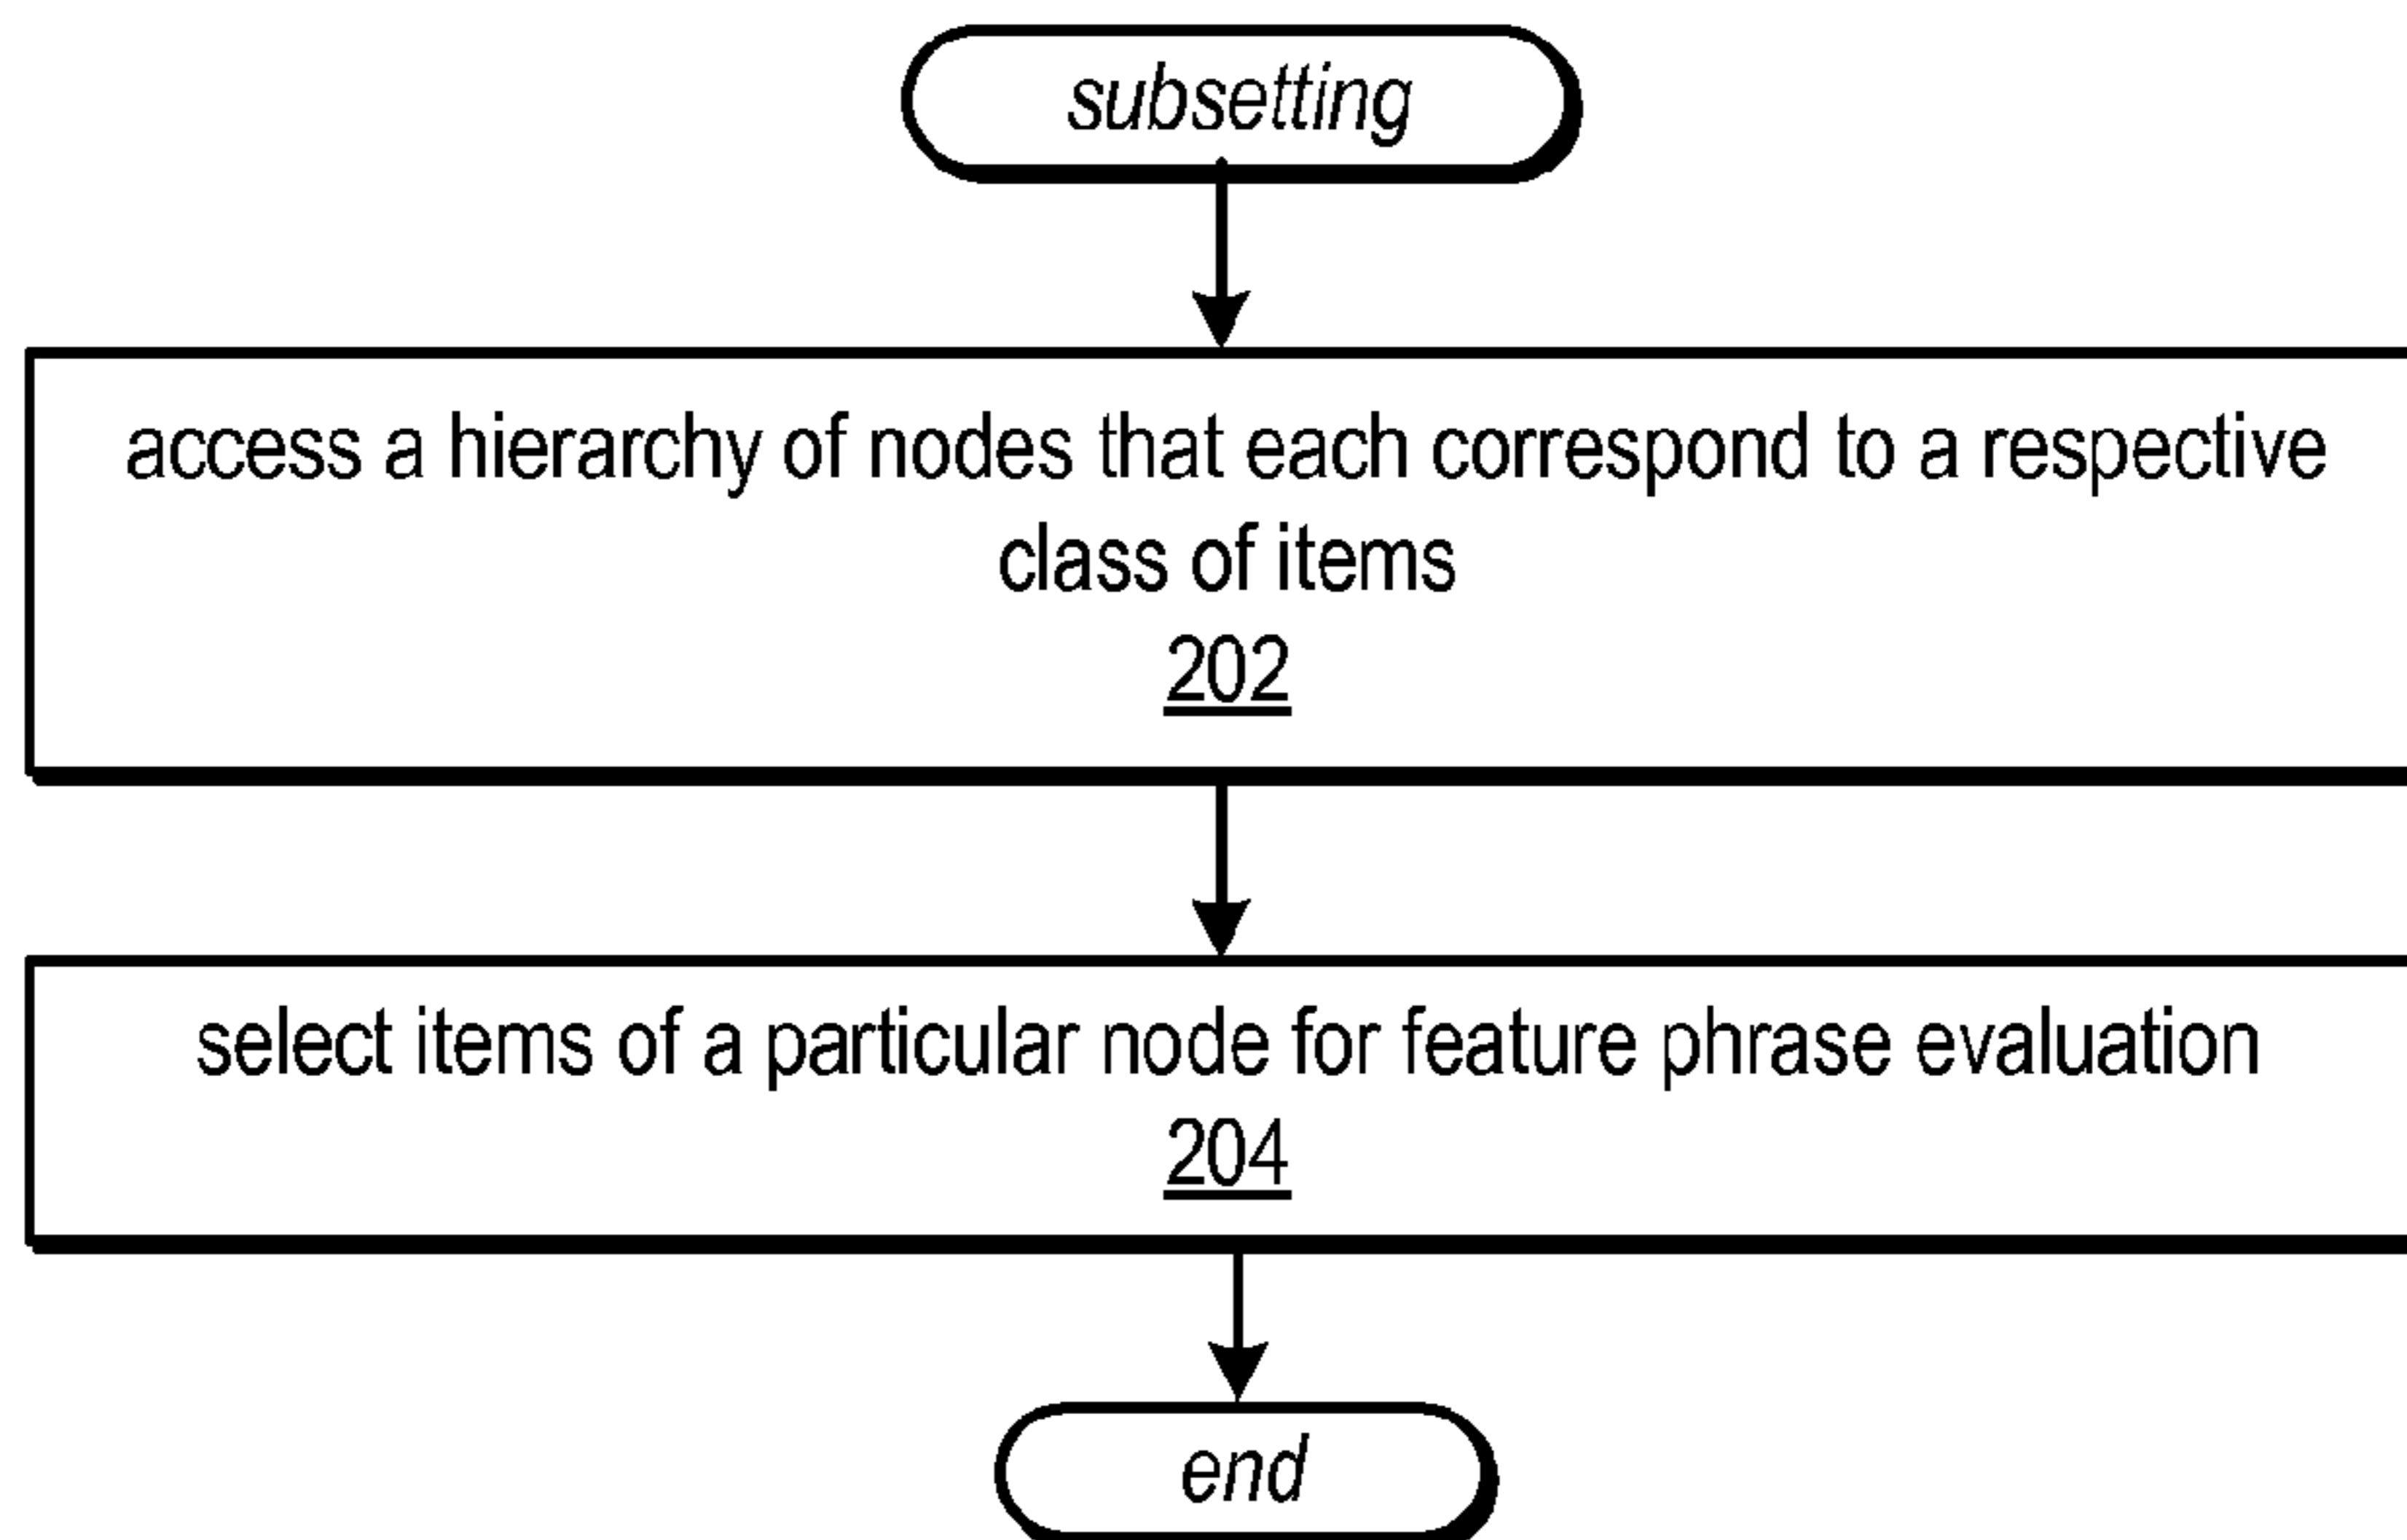 subsetting
access a hierarchy of nodes that each correspond to a respective
class of items
202
select items of a particular node for feature phrase evaluation
204
end